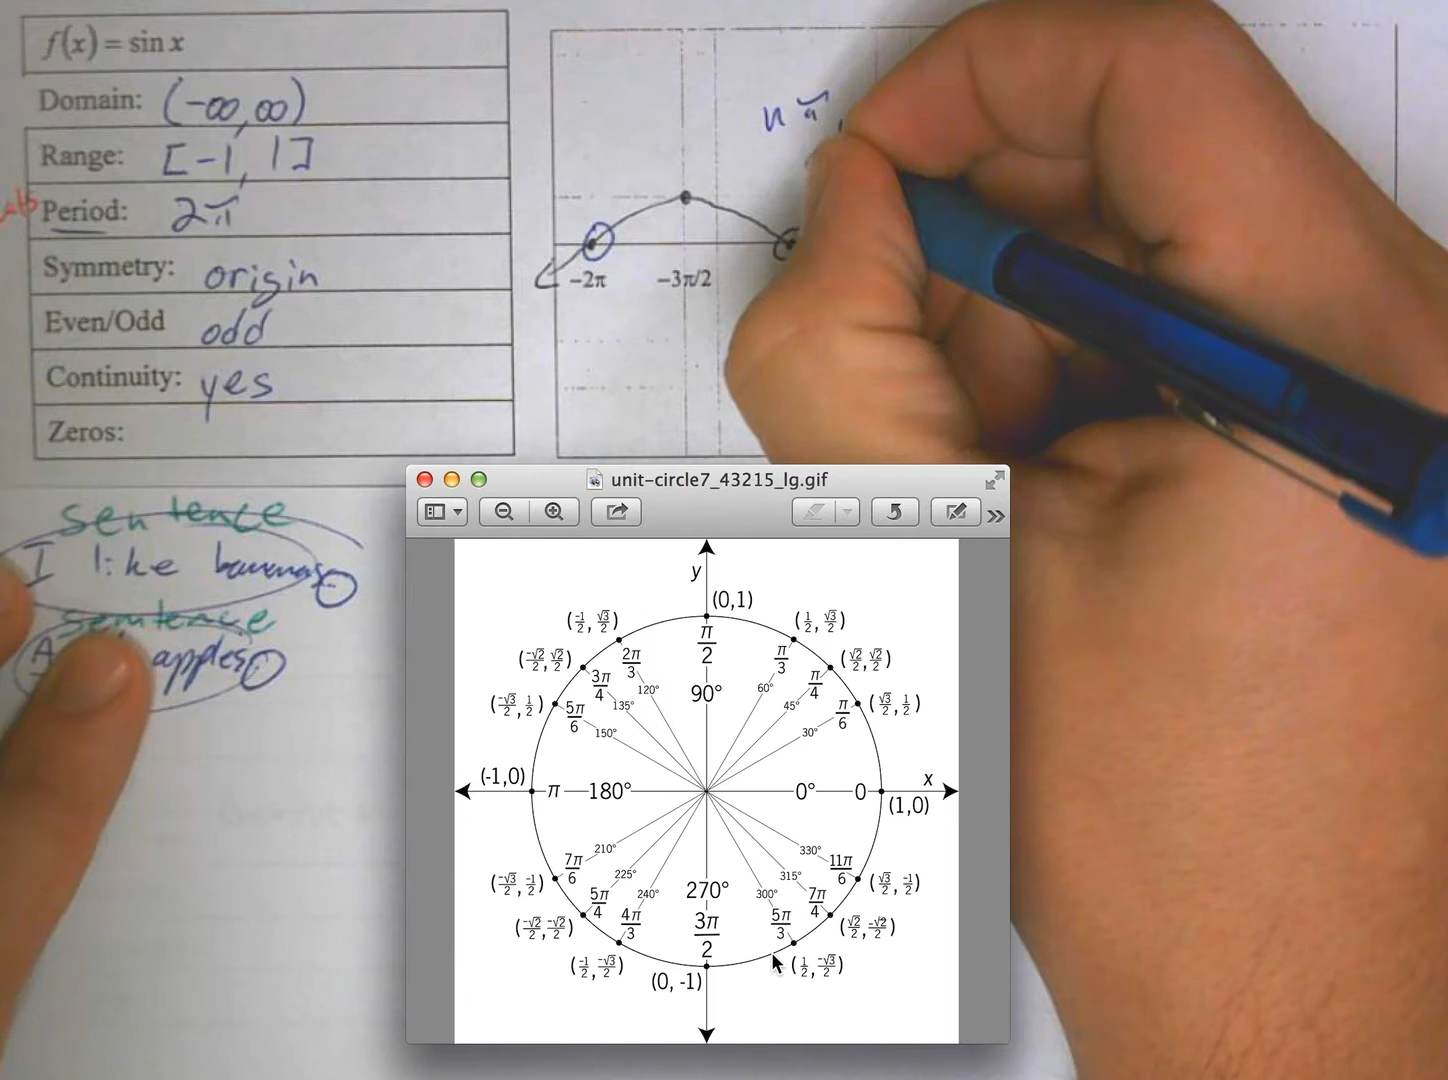 f(x) = sin x
Domain: (-∞,∞)
Range: [-1, 1]
Period: 2π
Symmetry: origin
Even/Odd odd
Continuity: yes
Zeros:
nπ,
-2π -3π/2
sentence
I like bananas.
sentence
apples.
unit-circle7_43215_lg.gif
y
(0,1)
(-1/2, √3/2) (1/2, √3/2)
π/2
2π/3 π/3
(-√2/2, √2/2) (√2/2, √2/2)
3π/4 120° 90° 60° π/4
135° 45°
(-√3/2, 1/2) 5π/6 π/6 (√3/2, 1/2)
150° 30°
(-1,0) π 180° 0° 0 x
(1,0)
210° 330°
7π/6 11π/6
(-√3/2, -1/2) 225° 315° (√3/2, -1/2)
5π/4 240° 270° 300° 7π/4
(-√2/2, -√2/2) 4π/3 3π/2 5π/3 (√2/2, -√2/2)
(-1/2, -√3/2) (1/2, -√3/2)
(0, -1)